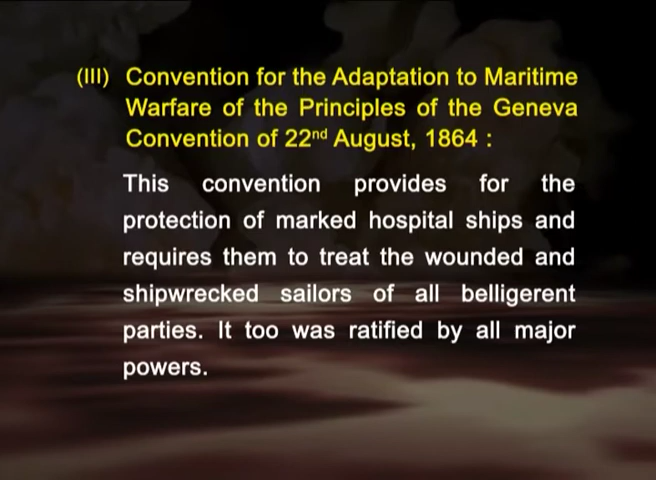 (III) Convention for the Adaptation to Maritime
Warfare of the Principles of the Geneva
Convention of 22nd August, 1864 :
This convention provides for the
protection of marked hospital ships and
requires them to treat the wounded and
shipwrecked sailors of all belligerent
parties. It too was ratified by all major
powers.